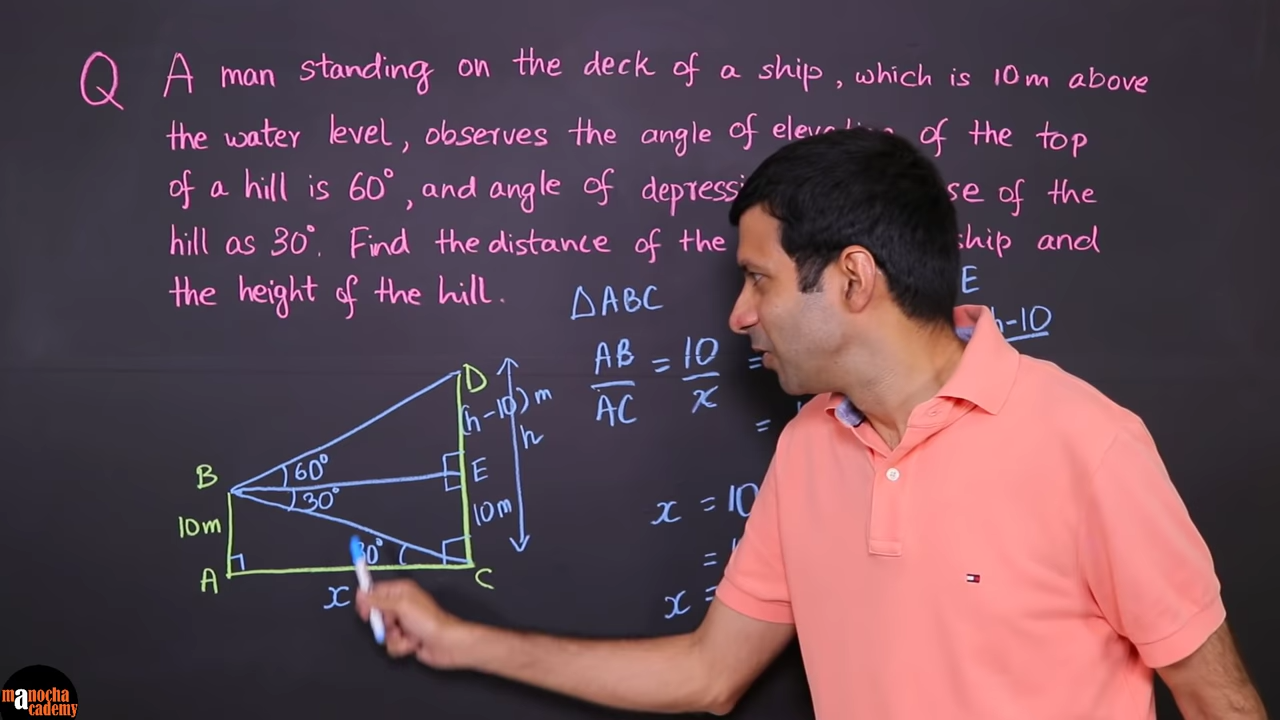 Q A man standing on the deck of a ship, which is 10m above
the water level, observes the angle of of the top
of a hill is 60°, and angle of of the
hill as 30°. Find the distance of the ship and
the height of the hill.
ΔABC
E
AB/AC = 10/x =
h-10
=
x = 10
=
x =
D
(h-10) m
h
B
60°
30°
E
10m
10m
30°
A
C
x
manocha
academy